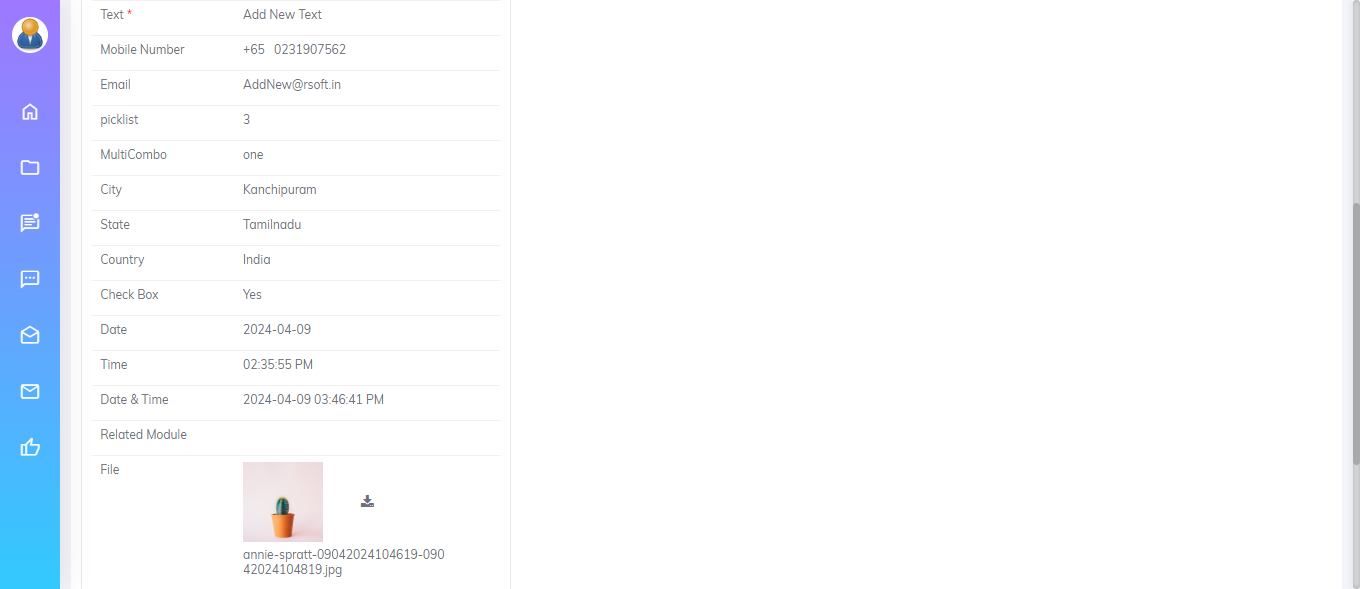 Text * Add New Text
Mobile Number +65 0231907562
Email AddNew@rsoft.in
picklist 3
MultiCombo one
City Kanchipuram
State Tamilnadu
Country India
Check Box Yes
Date 2024-04-09
Time 02:35:55 PM
Date & Time 2024-04-09 03:46:41 PM
Related Module
File
annie-spratt-09042024104619-090
42024104819.jpg